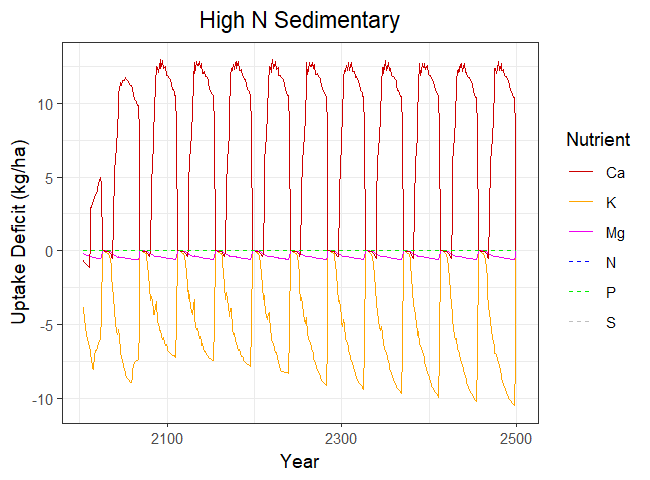 High N Sedimentary
Uptake Deficit (kg/ha)
10
5
0
-5
-10
2100
2300
2500
Year
Nutrient
Ca
K
Mg
N
P
S